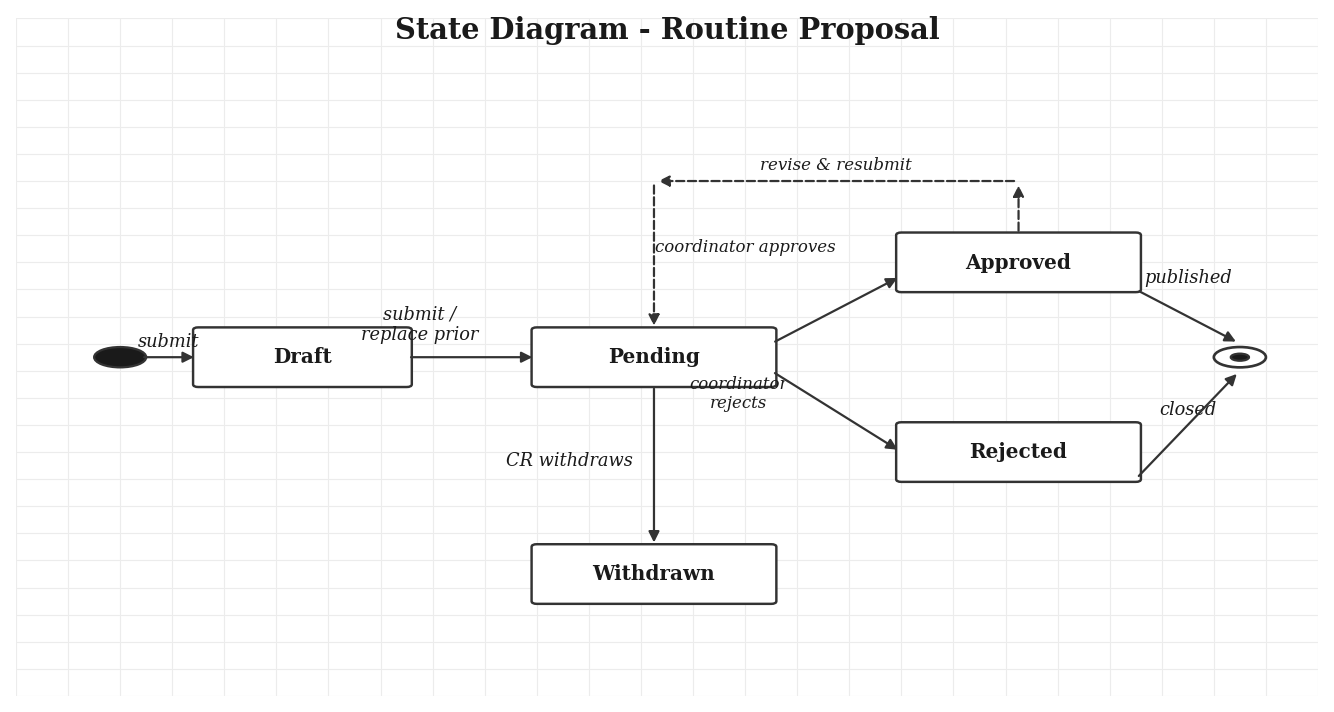 State Diagram - Routine Proposal
revise & resubmit
coordinator approves
Approved
published
submit /
replace prior
submit
Draft
Pending
coordinator
rejects
closed
Rejected
CR withdraws
Withdrawn